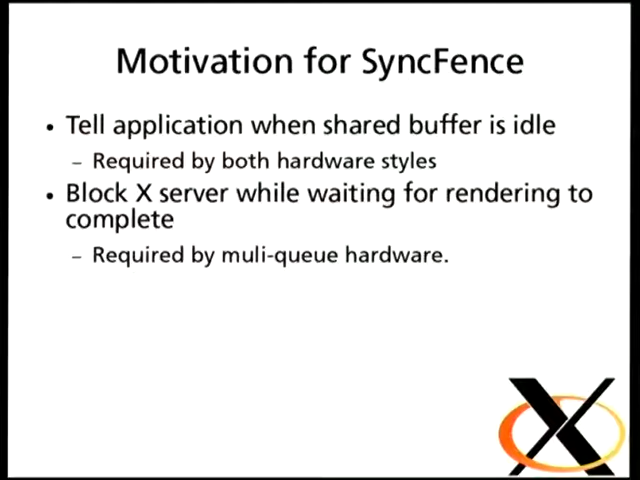 Motivation for SyncFence
• Tell application when shared buffer is idle
– Required by both hardware styles
• Block X server while waiting for rendering to
complete
– Required by muli-queue hardware.